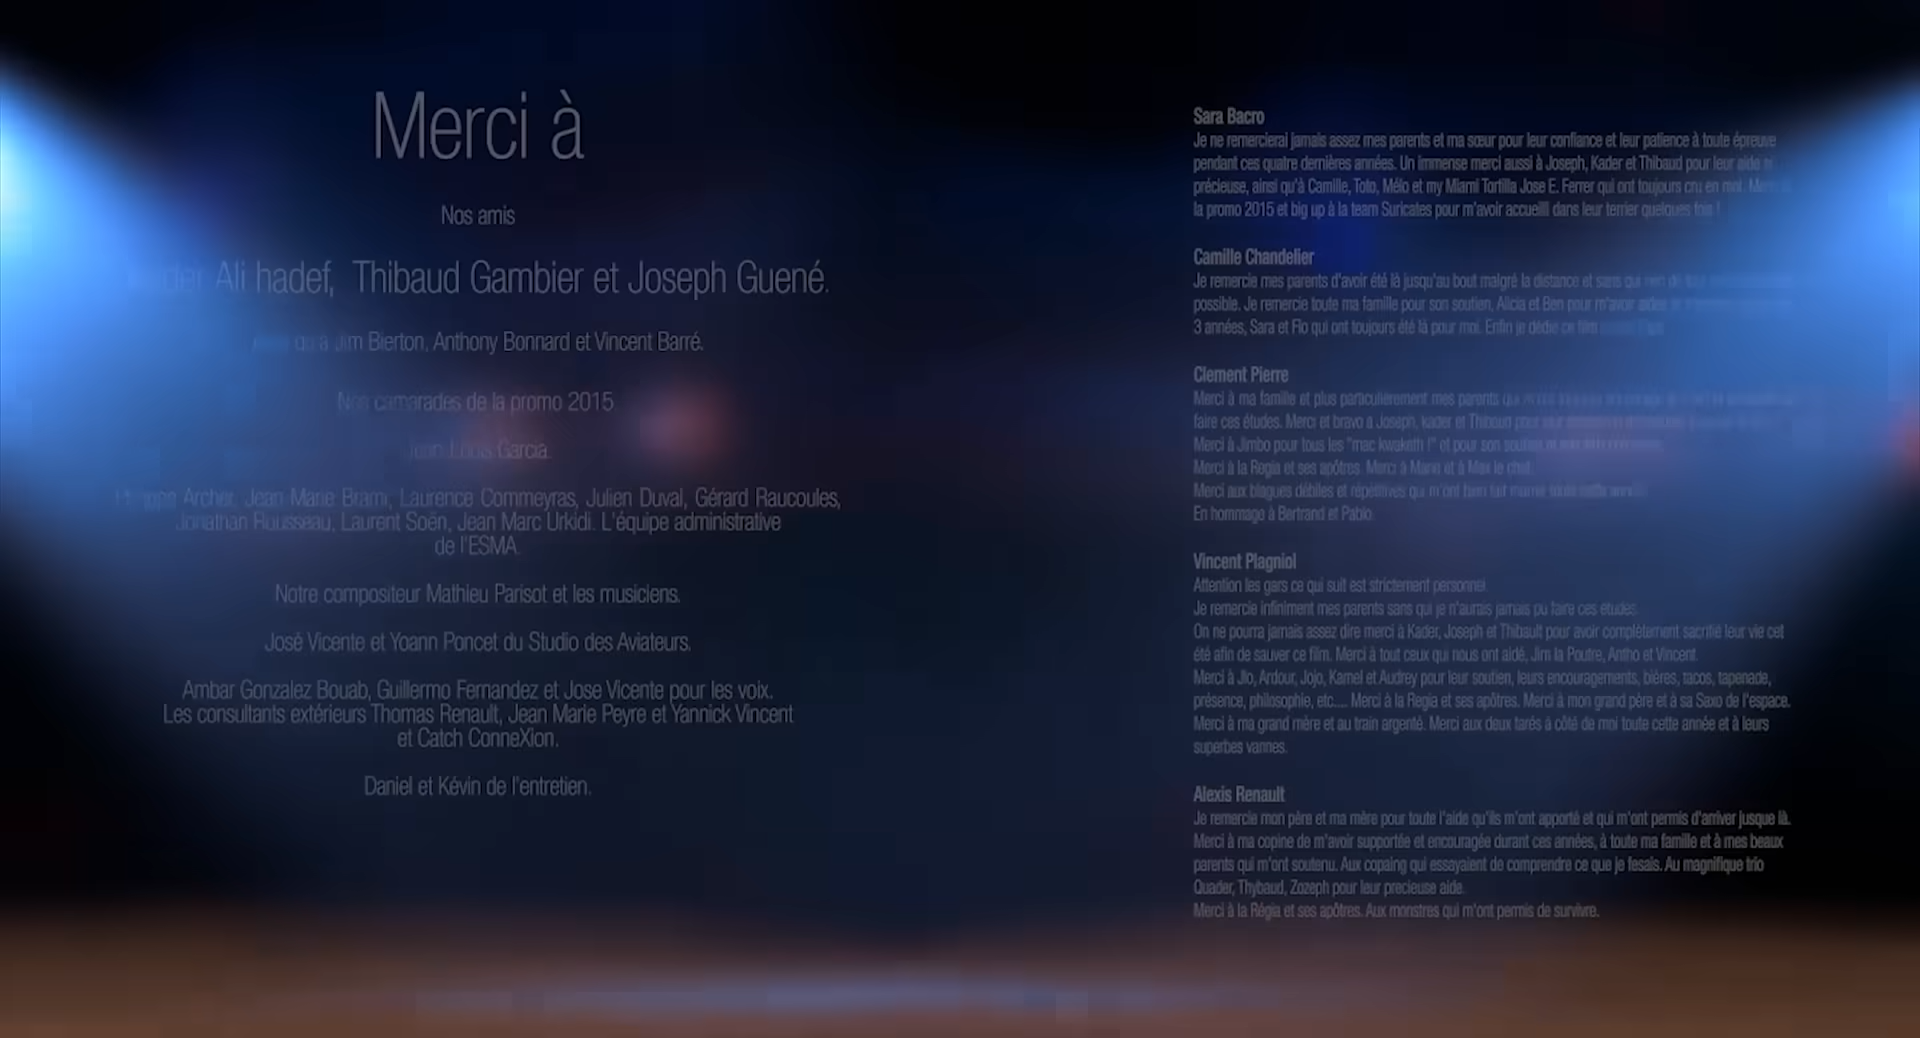 Merci à
Nos amis
Ali hadef, Thibaud Gambier et Joseph Guené.
Jim Bierton, Anthony Bonnard et Vincent Barré.
Nos camarades de la promo 2015.
Garcia.
Archer, Jean Marie Brami, Laurence Commeyras, Julien Duval, Gérard Raucoules,
Jonathan Rousseau, Laurent Soën, Jean Marc Urkidi. L'équipe administrative
de l'ESMA.
Notre compositeur Mathieu Parisot et les musiciens.
José Vicente et Yoann Poncet du Studio des Aviateurs.
Ambar Gonzalez Bouab, Guillermo Fernandez et Jose Vicente pour les voix.
Les consultants extérieurs Thomas Renault, Jean Marie Peyre et Yannick Vincent
et Catch ConneXion.
Daniel et Kévin de l'entretien.
Sara Bacro
Je ne remercierai jamais assez mes parents et ma sœur pour leur confiance et leur patience à toute épreuve
pendant ces quatre dernières années. Un immense merci aussi à Joseph, Kader et Thibaud pour leur aide si
précieuse, ainsi qu'à Camille, Toto, Mélo et my Miami Tortilla Jose E. Ferrer qui ont toujours cru en moi.
la promo 2015 et big up à la team Suricates pour m'avoir accueilli dans leur terrier quelques fois !
Camille Chandelier
Je remercie mes parents d'avoir été là jusqu'au bout malgré la distance et sans qui rien de tout
possible. Je remercie toute ma famille pour son soutien, Alicia et Ben pour m'avoir
3 années, Sara et Flo qui ont toujours été là pour moi. Enfin je dédie ce film
Clement Pierre
Merci à ma famille et plus particulièrement mes parents qui
faire ces études. Merci et bravo a Joseph, kader et Thibaud pour
Merci à Jimbo pour tous les "mac kwaketh !" et pour son soutien
Merci à la Regia et ses apôtres. Merci à Marie et à Max le chat.
Merci aux blagues débiles et répétitives qui m'ont bien fait marrer toute cette année.
En hommage à Bertrand et Pablo.
Vincent Plagniol
Attention les gars ce qui suit est strictement personnel.
Je remercie infiniment mes parents sans qui je n'aurais jamais pu faire ces études.
On ne pourra jamais assez dire merci à Kader, Joseph et Thibault pour avoir complètement sacrifié leur vie cet
été afin de sauver ce film. Merci à tout ceux qui nous ont aidé, Jim la Poutre, Antho et Vincent.
Merci à Jlo, Ardour, Jojo, Kamel et Audrey pour leur soutien, leurs encouragements, bières, tacos, tapenade,
présence, philosophie, etc.... Merci à la Regia et ses apôtres. Merci à mon grand père et à sa Saxo de l'espace.
Merci à ma grand mère et au train argenté. Merci aux deux tarés à côté de moi toute cette année et à leurs
superbes vannes.
Alexis Renault
Je remercie mon père et ma mère pour toute l'aide qu'ils m'ont apporté et qui m'ont permis d'arriver jusque là.
Merci à ma copine de m'avoir supportée et encouragée durant ces années, à toute ma famille et à mes beaux
parents qui m'ont soutenu. Aux copaing qui essayaient de comprendre ce que je fesais. Au magnifique trio
Quader, Thybaud, Zozeph pour leur precieuse aide.
Merci à la Régia et ses apôtres. Aux monstres qui m'ont permis de survivre.